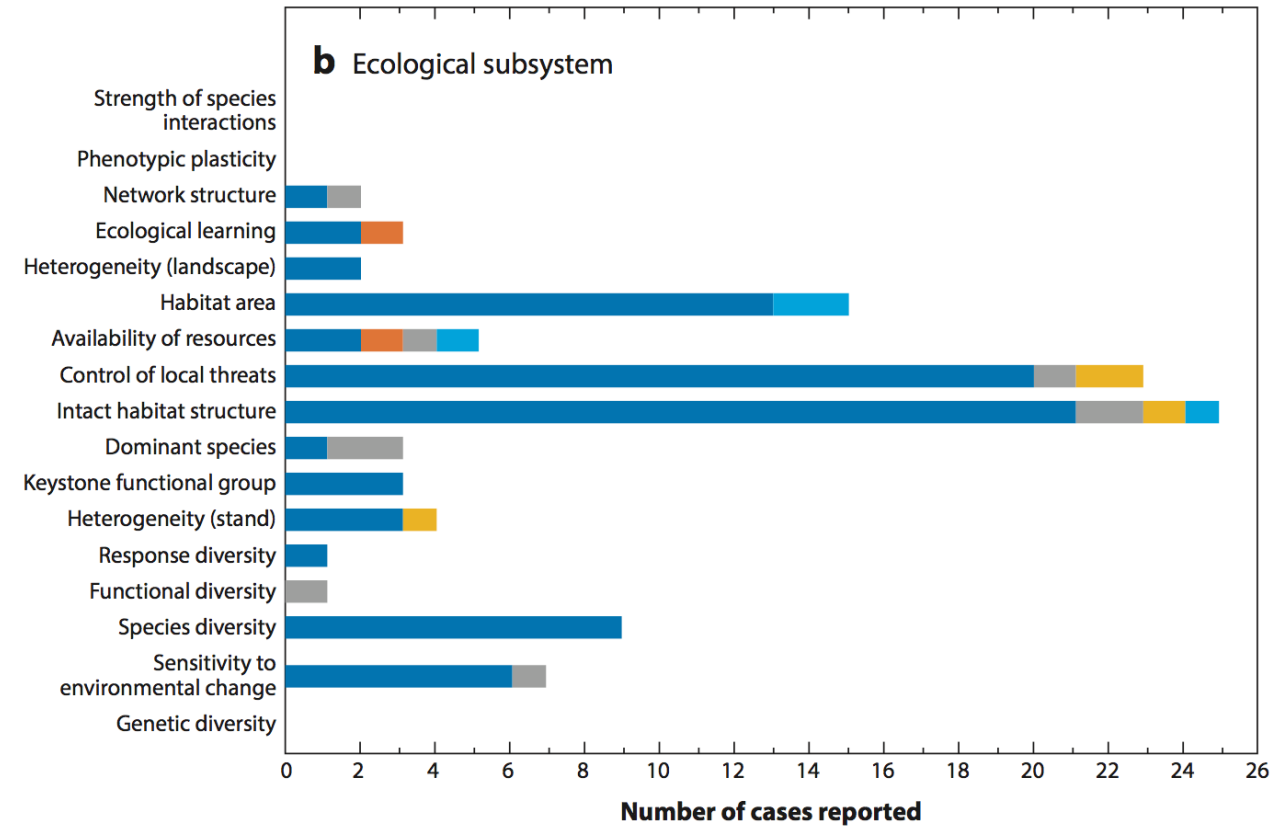 b Ecological subsystem
Strength of species
interactions
Phenotypic plasticity
Network structure
Ecological learning
Heterogeneity (landscape)
Habitat area
Availability of resources
Control of local threats
Intact habitat structure
Dominant species
Keystone functional group
Heterogeneity (stand)
Response diversity
Functional diversity
Species diversity
Sensitivity to
environmental change
Genetic diversity
0 2 4 6 8 10 12 14 16 18 20 22 24 26
Number of cases reported